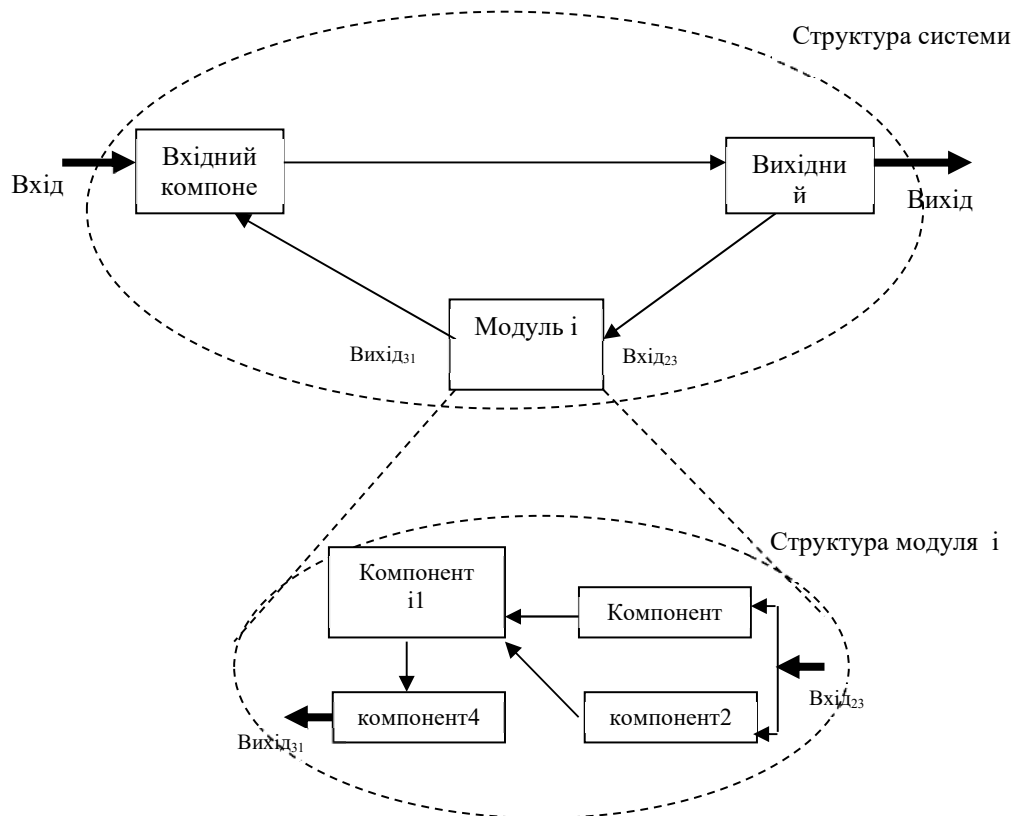 Структура системи
Вхідний
компоне
Вхід
Вихідни
й
Вихід
Модуль і
Вихід₃₁
Вхід₂₃
Структура модуля і
Компонент
і1
Компонент
компонент4
компонент2
Вхід₂₃
Вихід₃₁